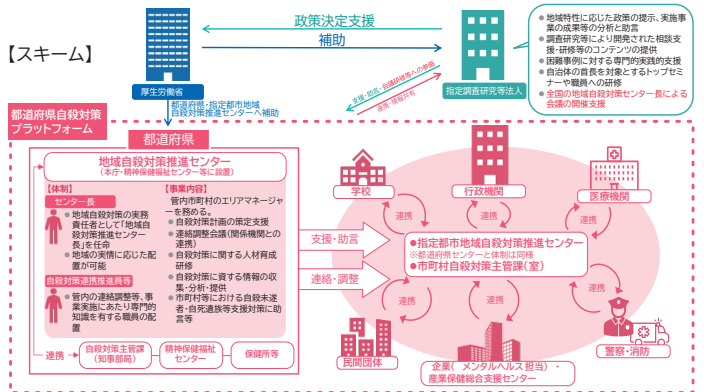 【スキーム】
政策決定支援
補助
厚生労働省
指定調査研究等法人
● 地域特性に応じた政策の提示、実施事
業の成果等の分析と助言
● 調査研究等により開発された相談支
援・研修等のコンテンツの提供
● 困難事例に対する専門的実践的支援
● 自治体の首長を対象とするトップセミ
ナーや職員への研修
● 全国の地域自殺対策センター長による
会議の開催支援
都道府県・指定都市地域
自殺対策推進センターへ補助
支援・助言・会議研修等への参画
連携・情報共有
都道府県自殺対策
プラットフォーム
都道府県
地域自殺対策推進センター
(本庁・精神保健福祉センター等に設置)
【体制】
センター長
● 地域自殺対策の実務
責任者として「地域自
殺対策推進センター
長」を任命
● 地域の実情に応じた配
置が可能
自殺対策連携推進員等
● 管内の連絡調整等、事
業実施にあたり専門的
知識を有する職員の配
置
【事業内容】
管内市町村のエリアマネージャ
ーを務める。
● 自殺対策計画の策定支援
● 連絡調整会議(関係機関との
連携)
● 自殺対策に関する人材育成
研修
● 自殺対策に資する情報の収
集・分析・提供
● 市町村等における自殺未遂
者・自死遺族等支援対策に助
言等
連携
自殺対策主管課
(知事部局)
精神保健福祉
センター
保健所等
支援・助言
連絡・調整
学校
行政機関
医療機関
連携
連携
連携
●指定都市地域自殺対策推進センター
※都道府県センターと体制は同様
●市町村自殺対策主管課(室)
連携
連携
連携
民間団体
企業(メンタルヘルス担当)・
産業保健総合支援センター
警察・消防